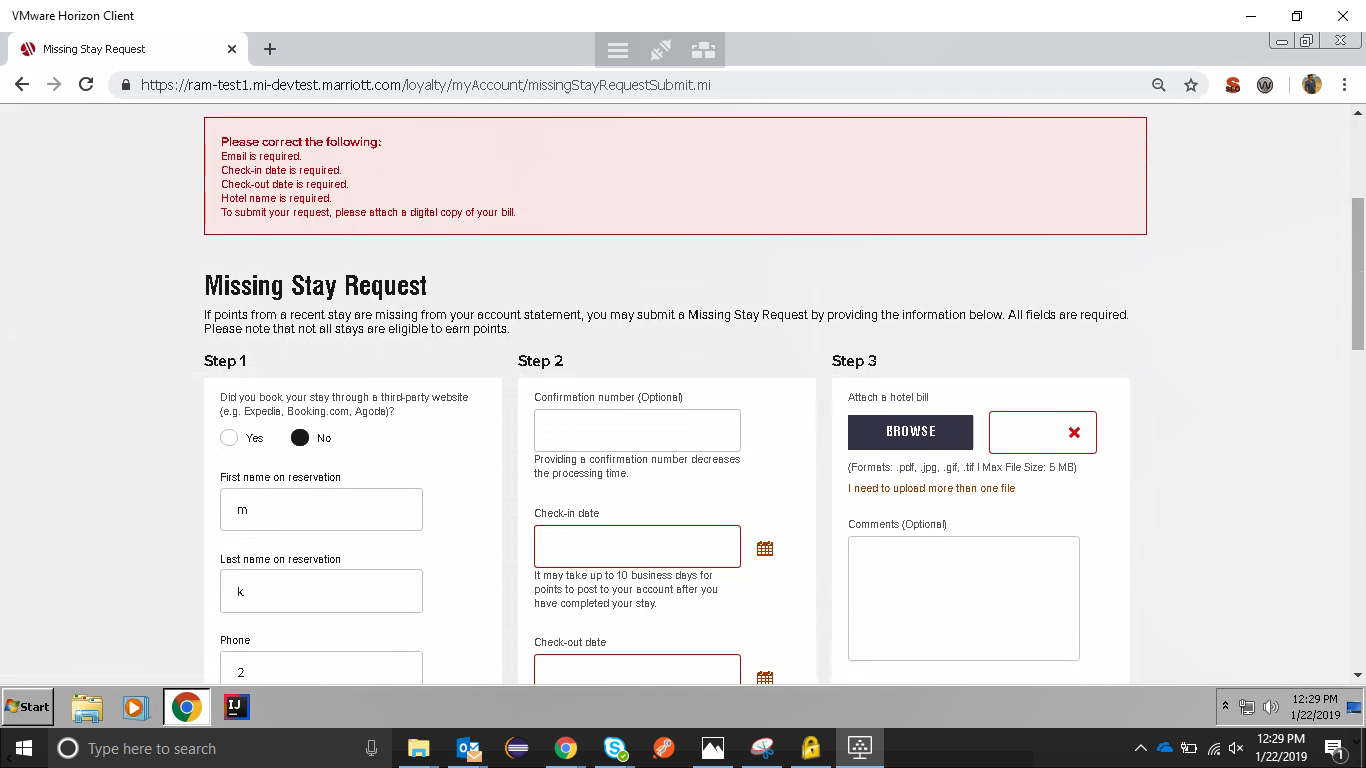 VMware Horizon Client
Missing Stay Request
https://ram-test1.mi-devtest.marriott.com/loyalty/myAccount/missingStayRequestSubmit.mi
Please correct the following:
Email is required.
Check-in date is required.
Check-out date is required.
Hotel name is required.
To submit your request, please attach a digital copy of your bill.
Missing Stay Request
If points from a recent stay are missing from your account statement, you may submit a Missing Stay Request by providing the information below. All fields are required.
Please note that not all stays are eligible to earn points.
Step 1
Did you book your stay through a third-party website
(e.g. Expedia, Booking.com, Agoda)?
Yes No
First name on reservation
m
Last name on reservation
k
Phone
2
Step 2
Confirmation number (Optional)
Providing a confirmation number decreases
the processing time.
Check-in date
It may take up to 10 business days for
points to post to your account after you
have completed your stay.
Check-out date
Step 3
Attach a hotel bill
BROWSE
(Formats: .pdf, .jpg, .gif, .tif | Max File Size: 5 MB)
I need to upload more than one file
Comments (Optional)
Start
IJ
12:29 PM
1/22/2019
Type here to search
12:29 PM
1/22/2019
1